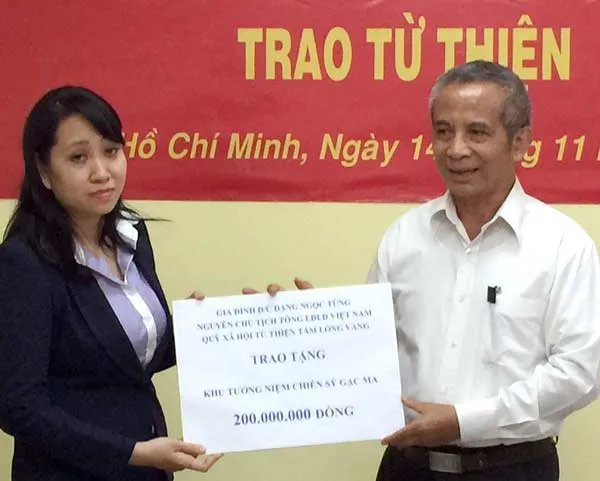 TRAO TỪ THIỆN
Hồ Chí Minh, Ngày 14 11
GIA ĐÌNH Đ/C ĐẶNG NGỌC TÙNG
NGUYÊN CHỦ TỊCH TỔNG LĐLĐ VIỆT NAM
QUỸ XÃ HỘI TỪ THIỆN TẤM LÒNG VÀNG
TRAO TẶNG
KHU TƯỞNG NIỆM CHIẾN SỸ GẠC MA
200.000.000 ĐỒNG